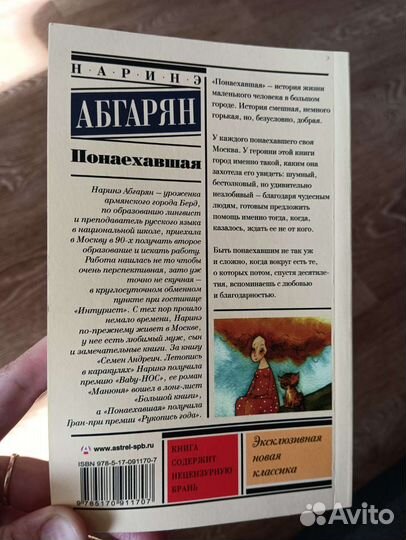 НАРИНЭ
АБГАРЯН
Понаехавшая
Наринэ Абгарян – уроженка
армянского города Берд,
по образованию лингвист
и преподаватель русского языка
в национальной школе, приехала
в Москву в 90-х получать второе
образование и искать работу.
Работа нашлась не то чтобы
очень перспективная, зато уж
точно не скучная –
в круглосуточном обменном
пункте при гостинице
«Интурист». С тех пор прошло
немало времени, Наринэ
по-прежнему живет в Москве,
у нее есть любимый муж, сын
и замечательные книги. За книгу
«Семен Андреич. Летопись
в каракулях» Наринэ получила
премию «Baby-НОС», ее роман
«Манюня» вошел в лонг-лист
«Большой книги»,
а «Понаехавшая» получила
Гран-при премии «Рукопись года».
«Понаехавшая» – история жизни
маленького человека в большом
городе. История смешная, немного
горькая, но, безусловно, добрая.
У каждого понаехавшего своя
Москва. У героини этой книги
город именно такой, каким она
захотела его увидеть: шумный,
бестолковый, но удивительно
незлобивый – благодаря чудесным
людям, готовым предложить
помощь именно тогда, когда,
казалось, ждать ее не от кого.
Быть понаехавшим не так уж
и сложно, когда вокруг есть те,
о которых потом, спустя десятиле-
тия, вспоминаешь с любовью
и благодарностью.
www.astrel-spb.ru
ISBN 978-5-17-091170-7
9 785170 911707
КНИГА
СОДЕРЖИТ
НЕЦЕНЗУРНУЮ
БРАНЬ
Эксклюзивная
новая
классика
Avito